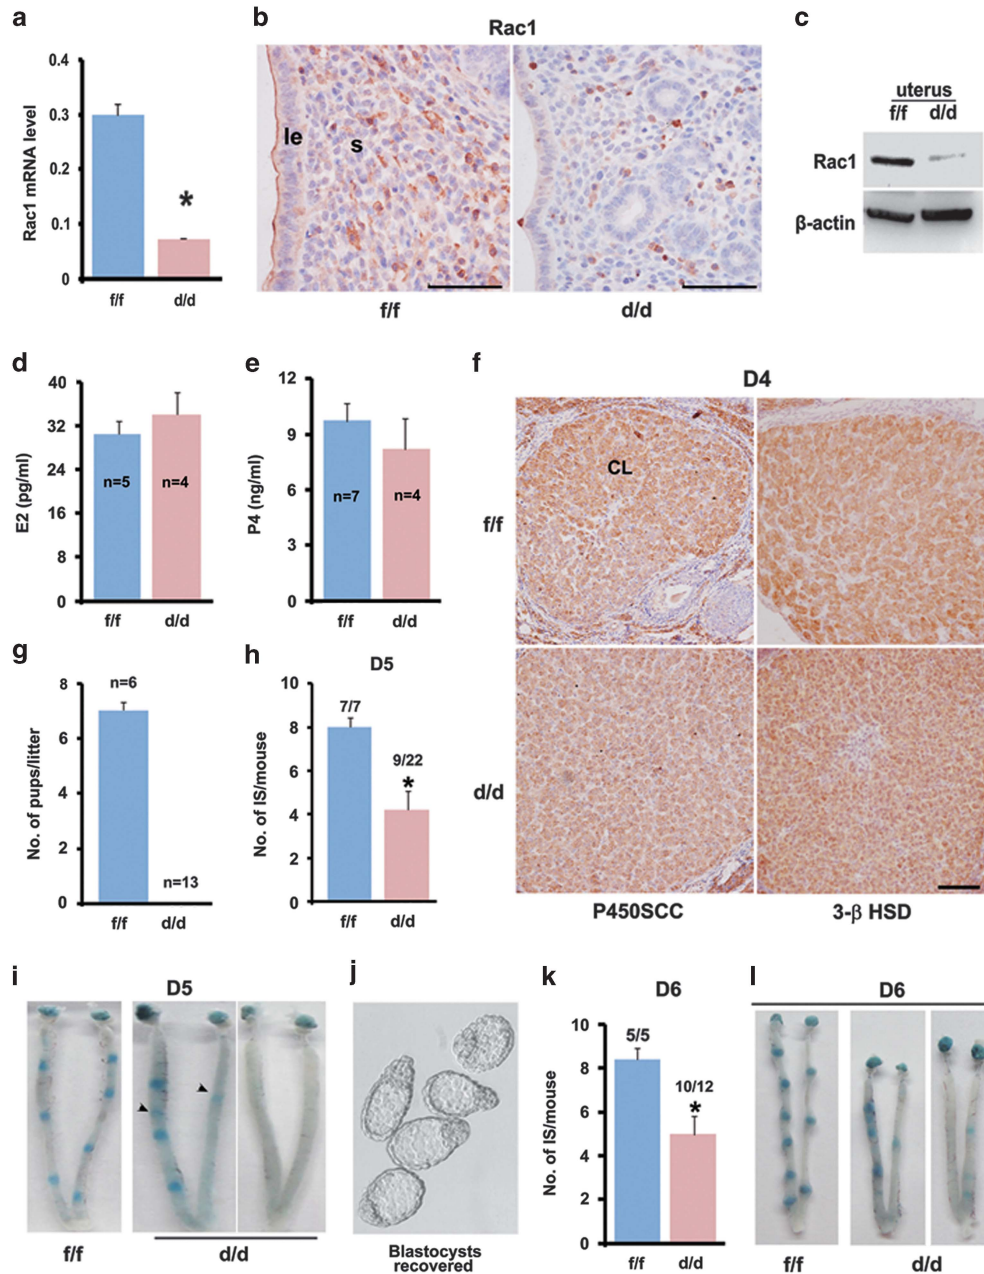 a
0.4
0.3
0.2
0.1
0
Rac1 mRNA level
*
f/f
d/d
b
Rac1
le
s
f/f
d/d
c
uterus
f/f d/d
Rac1
β-actin
d
40
32
24
16
8
0
E2 (pg/ml)
n=5
n=4
f/f
d/d
e
12
9
6
3
0
P4 (ng/ml)
n=7
n=4
f/f
d/d
f
D4
CL
f/f
d/d
P450SCC
3-β HSD
g
8
6
4
2
0
No. of pups/litter
n=6
n=13
f/f
d/d
h
D5
10
8
6
4
2
0
No. of IS/mouse
7/7
9/22
*
f/f
d/d
i
D5
f/f
d/d
j
Blastocysts
recovered
k
D6
10
8
6
4
2
0
No. of IS/mouse
5/5
10/12
*
f/f
d/d
l
D6
f/f
d/d